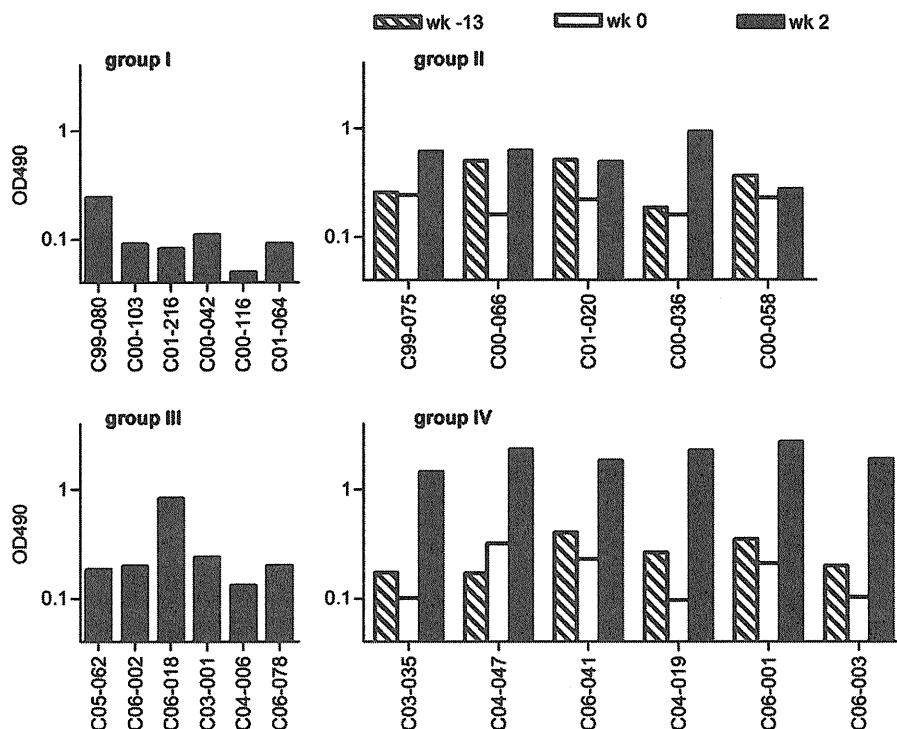 wk -13 wk 0 wk 2
group I group II
OD490
1
0.1
1
0.1
C99-080 C00-103 C01-216 C00-042 C00-116 C01-064
C99-075 C00-066 C01-020 C00-036 C00-058
group III group IV
OD490
1
0.1
1
0.1
C05-062 C06-002 C06-018 C03-001 C04-006 C06-078
C03-035 C04-047 C06-041 C04-019 C06-001 C06-003